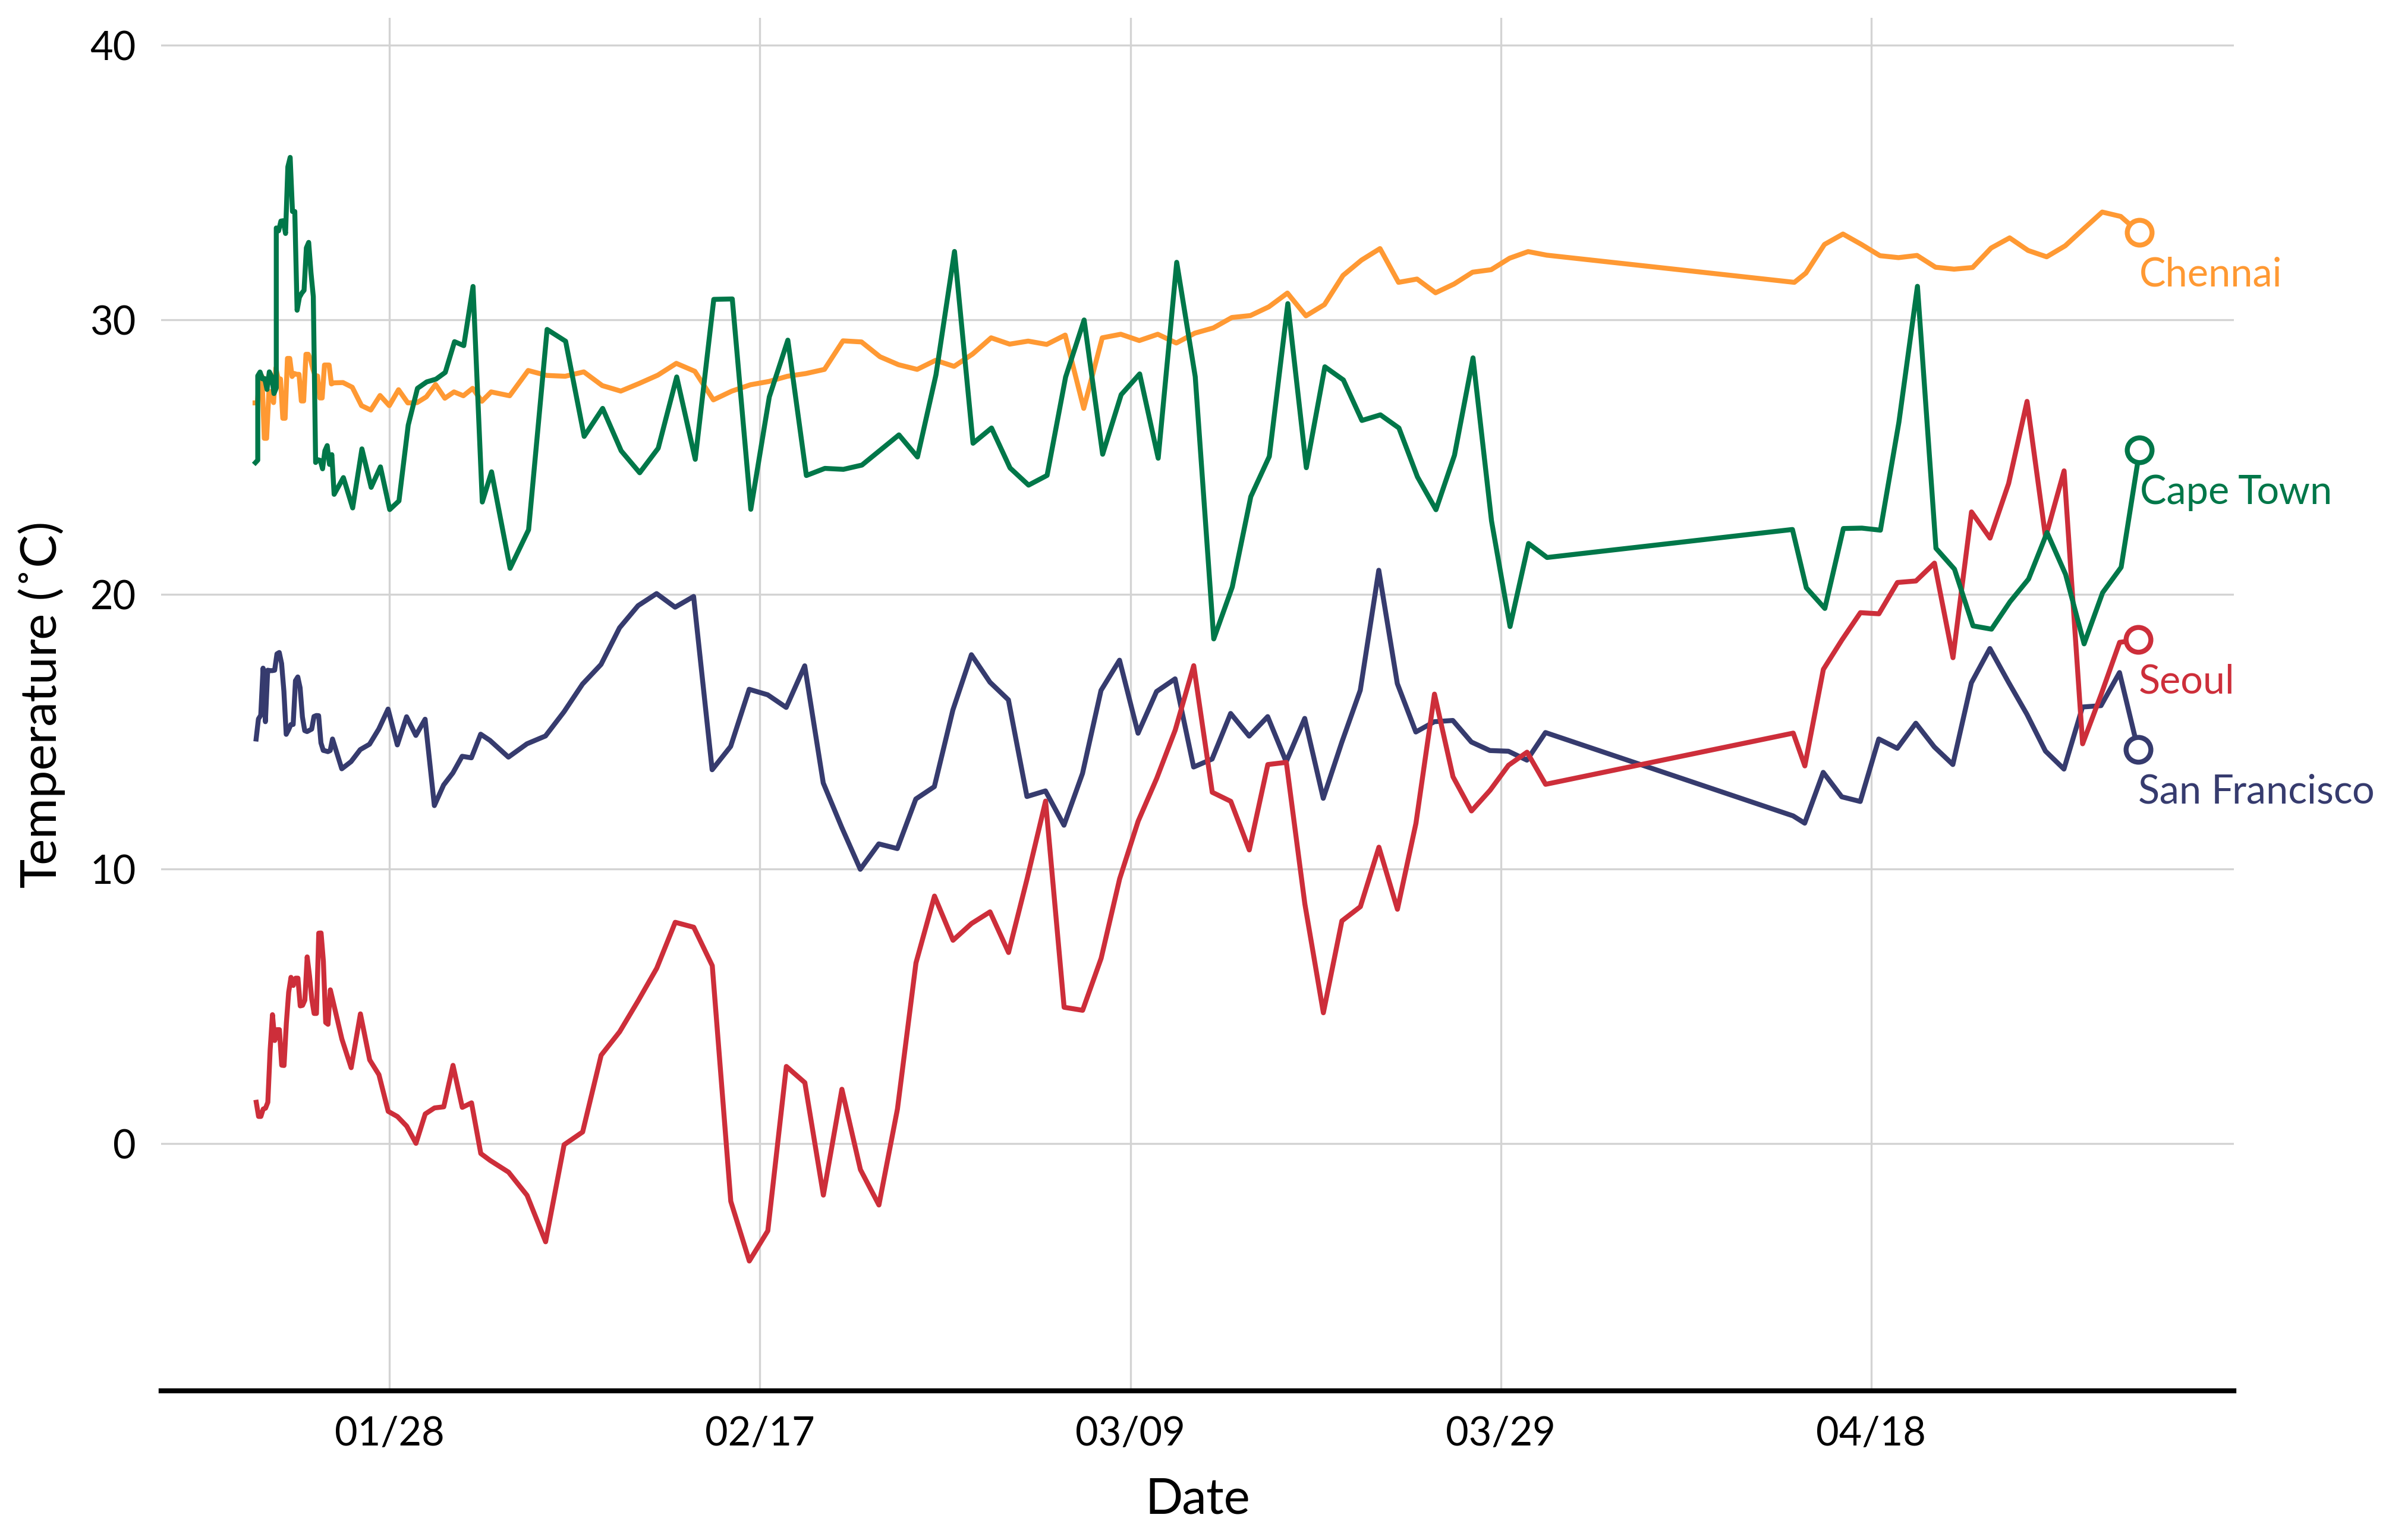 40
30
20
10
0
Temperature (°C)
Chennai
Cape Town
Seoul
San Francisco
01/28
02/17
03/09
03/29
04/18
Date